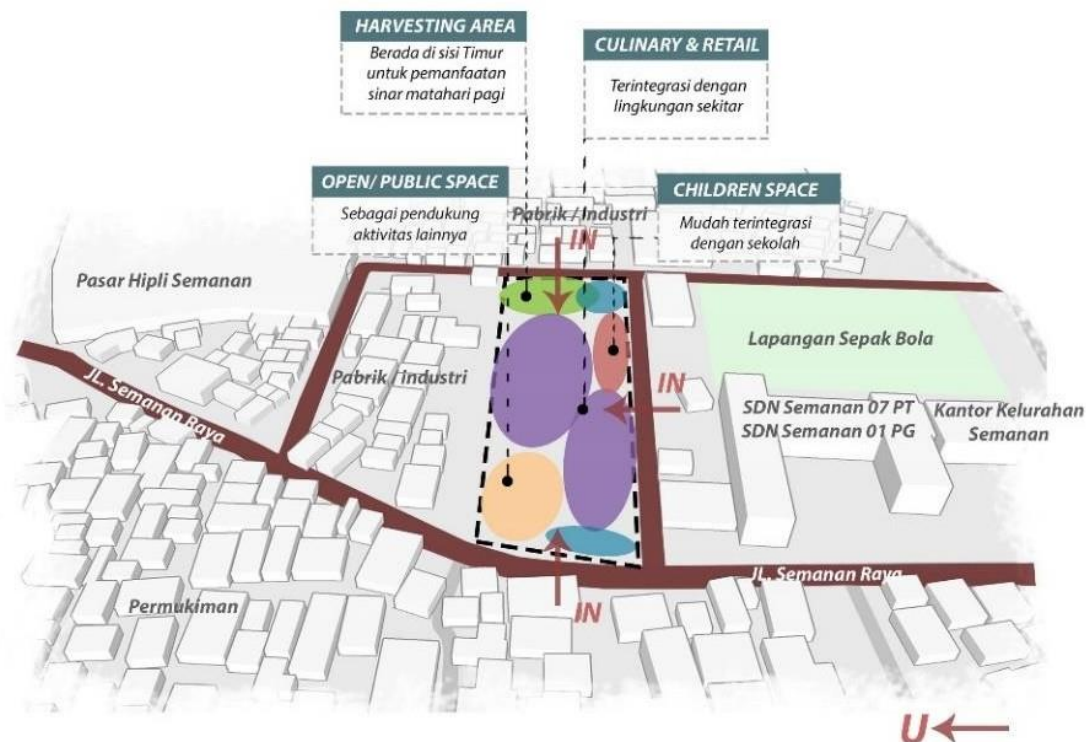 HARVESTING AREA
Berada di sisi Timur
untuk pemanfaatan
sinar matahari pagi
CULINARY & RETAIL
Terintegrasi dengan
lingkungan sekitar
OPEN/ PUBLIC SPACE
Sebagai pendukung
aktivitas lainnya
CHILDREN SPACE
Mudah terintegrasi
dengan sekolah
Pabrik / Industri
IN
Pasar Hipli Semanan
Lapangan Sepak Bola
Pabrik / industri
JL. Semanan Raya
IN
SDN Semanan 07 PT
SDN Semanan 01 PG
Kantor Kelurahan
Semanan
JL. Semanan Raya
Permukiman
IN
U